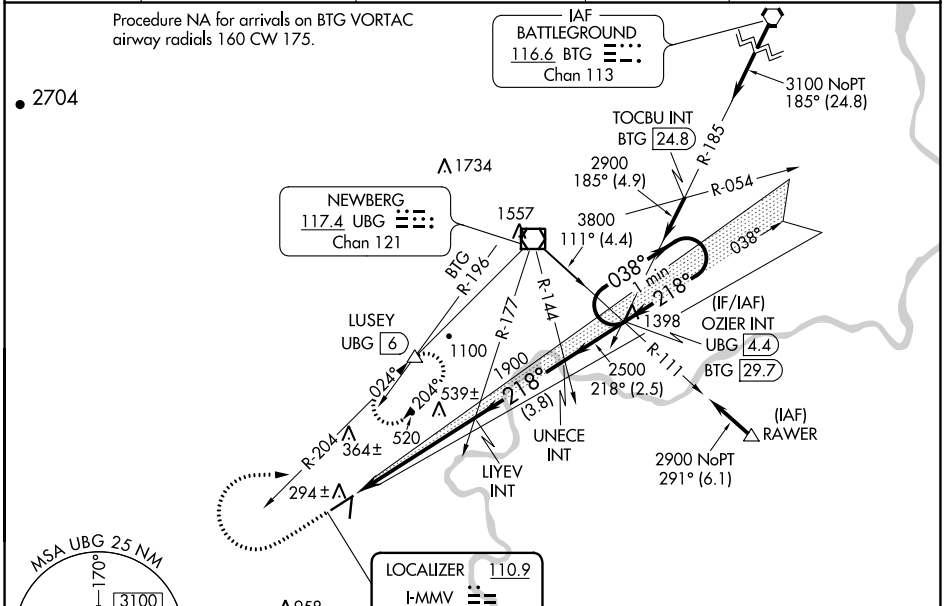 Procedure NA for arrivals on BTG VORTAC
airway radials 160 CW 175.
2704
IAF
BATTLEGROUND
116.6 BTG
Chan 113
3100 NoPT
185° (24.8)
TOCBU INT
BTG 24.8
R-185
1734
2900
185° (4.9)
R-054
NEWBERG
117.4 UBG
Chan 121
1557
3800
111° (4.4)
038°
038°
1 min
218°
BTG
R-196
R-177
R-144
1398
(IF/IAF)
OZIER INT
UBG 4.4
BTG 29.7
LUSEY
UBG 6
1100
1900
R-111
2500
218° (2.5)
024°
204°
539±
218°
(3.8)
520
364±
R-204
UNECE
INT
(IAF)
RAWER
2900 NoPT
291° (6.1)
LIYEV
INT
294±
MSA UBG 25 NM
170°
3100
LOCALIZER 110.9
I-MMV
959